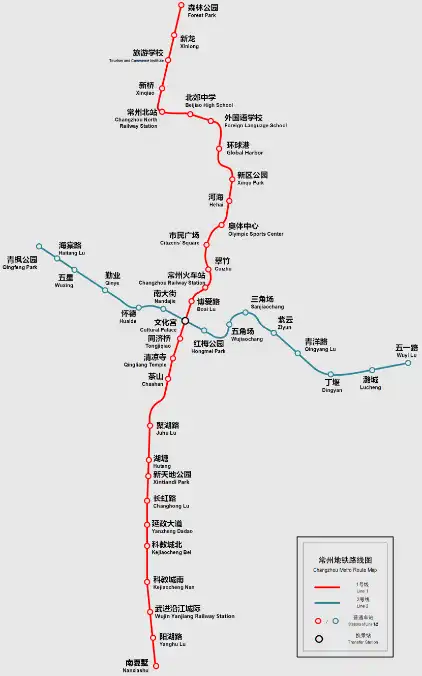 森林公园
Forest Park
新龙
Xinlong
旅游学校
Tourism and Commerce Institute
新桥
Xinqiao
常州北站
Changzhou North
Railway Station
北郊中学
Beijiao High School
外国语学校
Foreign Language School
环球港
Global Harbor
新区公园
Xinqu Park
河海
Hehai
奥体中心
Olympic Sports Center
市民广场
Citizens' Square
翠竹
Cuizhu
常州火车站
Changzhou Railway Station
博爱路
Boai Lu
文化宫
Cultural Palace
同济桥
Tongjiqiao
清凉寺
Qingliang Temple
茶山
Chashan
聚湖路
Juhu Lu
湖塘
Hutang
新天地公园
Xintiandi Park
长虹路
Changhong Lu
延政大道
Yanzheng Dadao
科教城北
Kejiaocheng Bei
科教城南
Kejiaocheng Nan
武进沿江城际
Wujin Yanjiang Railway Station
阳湖路
Yanghu Lu
南夏墅
Nanxiashu
青枫公园
Qingfeng Park
海棠路
Haitang Lu
五星
Wuxing
勤业
Qinye
怀德
Huaide
南大街
Nandajie
红梅公园
Hongmei Park
五角场
Wujiaochang
三角场
Sanjiaochang
紫云
Ziyun
青洋路
Qingyang Lu
丁堰
Dingyan
潞城
Lucheng
五一路
Wuyi Lu
常州地铁路线图
Changzhou Metro Route Map
1号线
Line 1
2号线
Line 2
普通车站
换乘站
Transfer Station